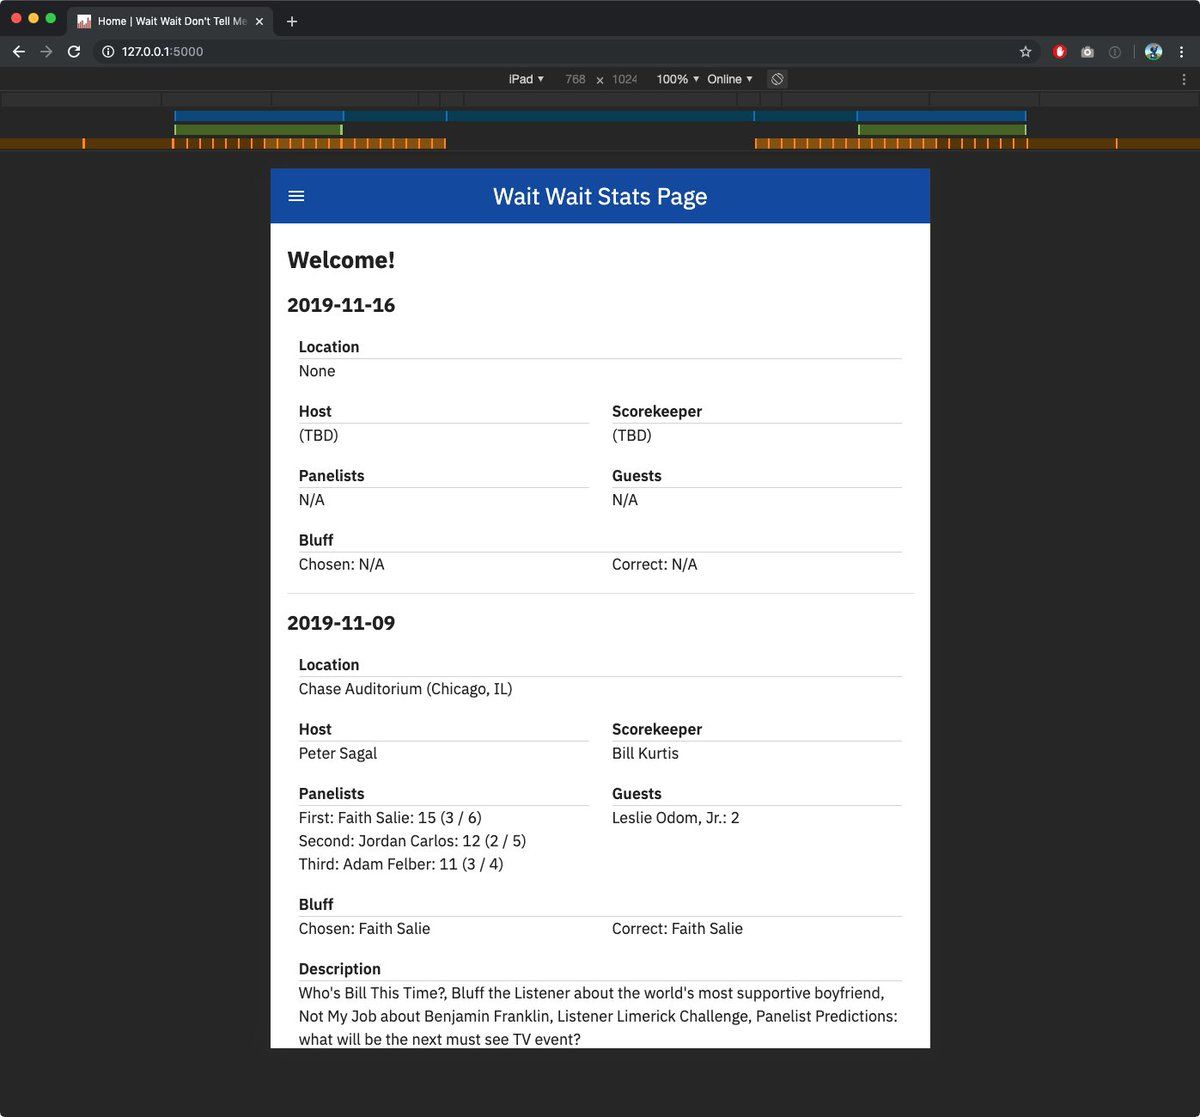 Home | Wait Wait Don't Tell Me
127.0.0.1:5000
iPad 768 x 1024 100% Online
Wait Wait Stats Page
Welcome!
2019-11-16
Location
None
Host Scorekeeper
(TBD) (TBD)
Panelists Guests
N/A N/A
Bluff
Chosen: N/A Correct: N/A
2019-11-09
Location
Chase Auditorium (Chicago, IL)
Host Scorekeeper
Peter Sagal Bill Kurtis
Panelists Guests
First: Faith Salie: 15 (3 / 6) Leslie Odom, Jr.: 2
Second: Jordan Carlos: 12 (2 / 5)
Third: Adam Felber: 11 (3 / 4)
Bluff
Chosen: Faith Salie Correct: Faith Salie
Description
Who's Bill This Time?, Bluff the Listener about the world's most supportive boyfriend,
Not My Job about Benjamin Franklin, Listener Limerick Challenge, Panelist Predictions:
what will be the next must see TV event?